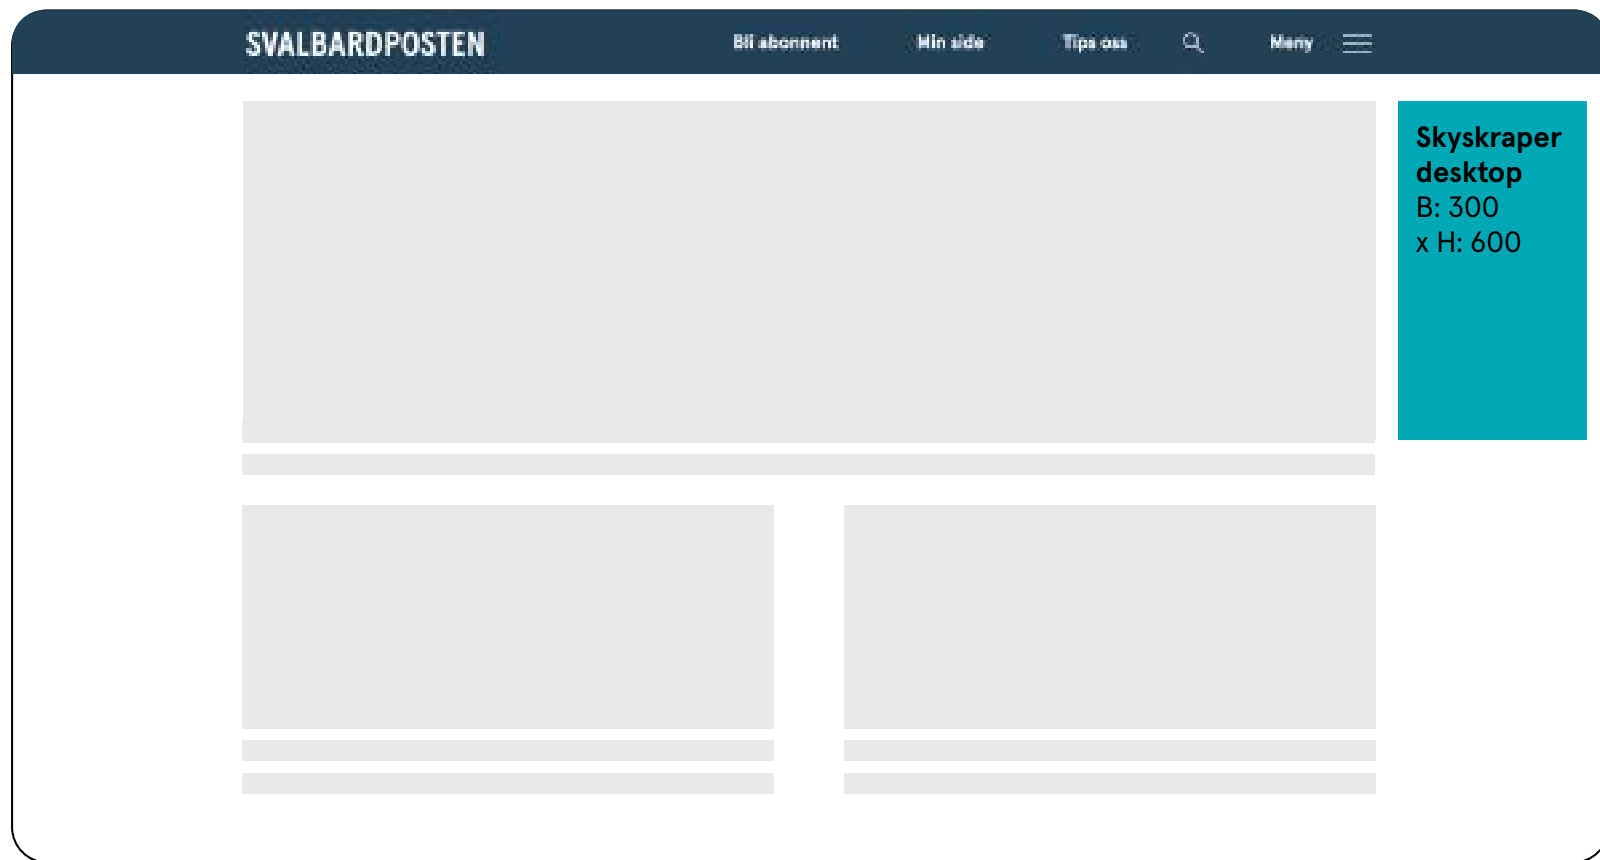 SVALBARDPOSTEN
Bli abonnent
Min side
Tips oss
Meny
Skyskraper
desktop
B: 300
x H: 600